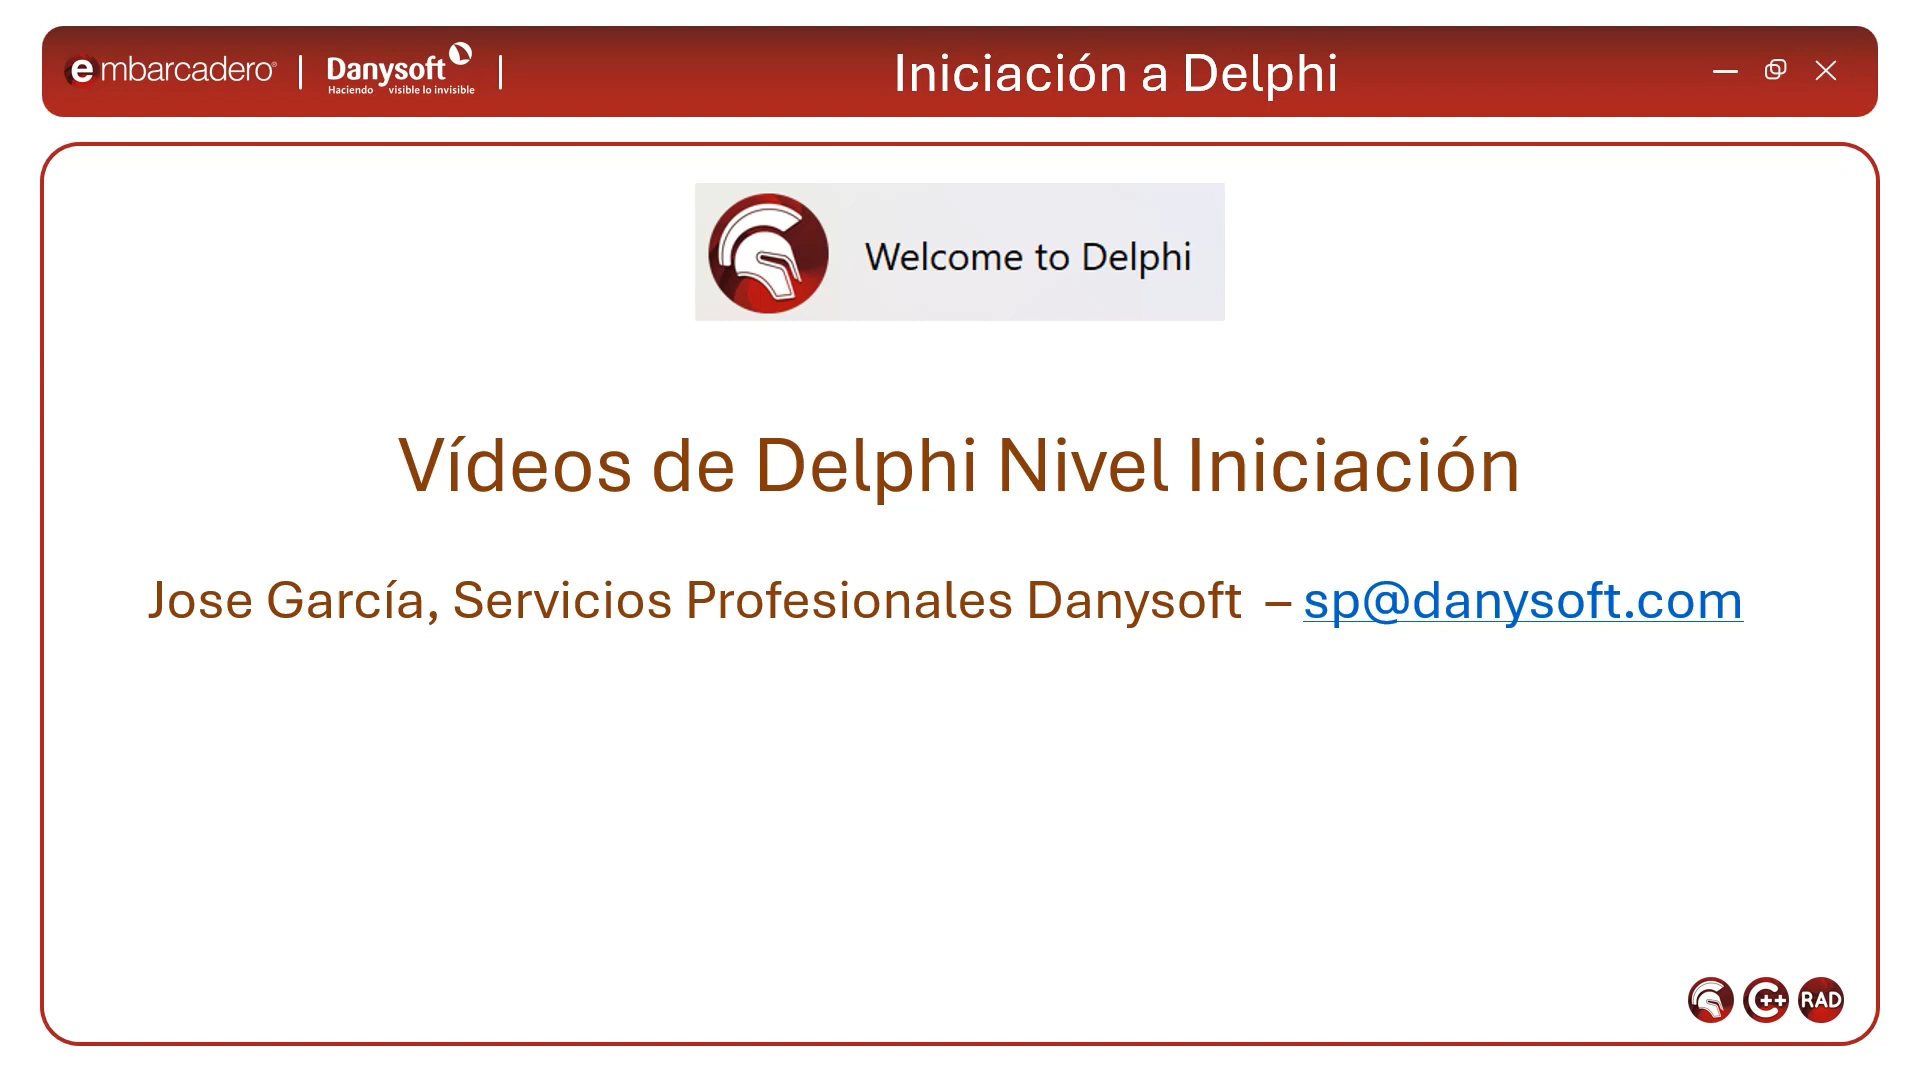 embarcadero®
Danysoft
Haciendo visible lo invisible
Iniciación a Delphi
Welcome to Delphi
Vídeos de Delphi Nivel Iniciación
Jose García, Servicios Profesionales Danysoft – sp@danysoft.com
C++ RAD